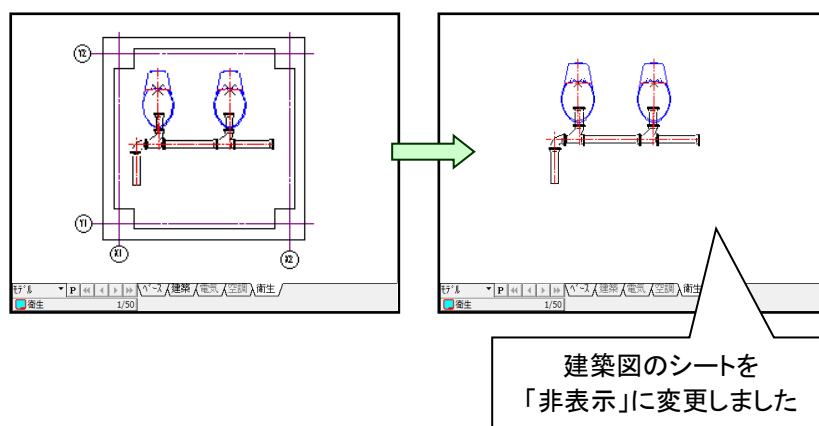 Y2
Y1
X1
X2
ﾓﾃﾞﾙ P ﾍﾞｰｽ 建築 電気 空調 衛生
衛生 1/50
ﾓﾃﾞﾙ P ﾍﾞｰｽ 建築 電気 空調 衛生
衛生 1/50
建築図のシートを
「非表示」に変更しました